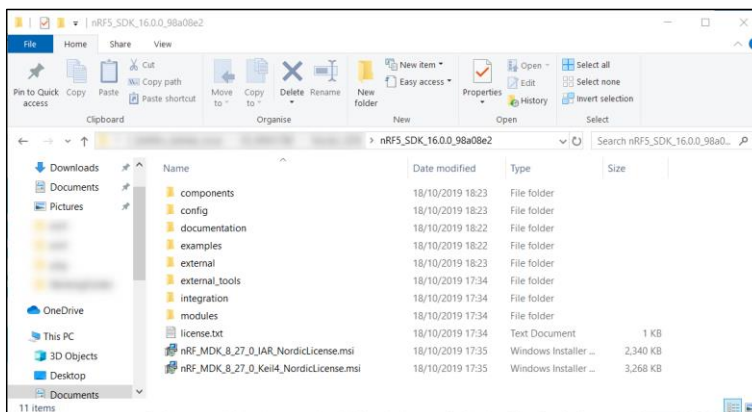 nRF5_SDK_16.0.0_98a08e2
File Home Share View
Pin to Quick access
Copy
Paste
Cut
Copy path
Paste shortcut
Clipboard
Move to
Copy to
Delete
Rename
Organise
New folder
New item
Easy access
New
Properties
Open
Edit
History
Open
Select all
Select none
Invert selection
Select
nRF5_SDK_16.0.0_98a08e2 Search nRF5_SDK_16.0.0_98a0...
Downloads
Documents
Pictures
OneDrive
This PC
3D Objects
Desktop
Documents
Name Date modified Type Size
components 18/10/2019 18:23 File folder
config 18/10/2019 18:23 File folder
documentation 18/10/2019 18:22 File folder
examples 18/10/2019 18:22 File folder
external 18/10/2019 18:23 File folder
external_tools 18/10/2019 17:34 File folder
integration 18/10/2019 17:34 File folder
modules 18/10/2019 17:34 File folder
license.txt 18/10/2019 17:34 Text Document 1 KB
nRF_MDK_8_27_0_IAR_NordicLicense.msi 18/10/2019 17:35 Windows Installer ... 2,340 KB
nRF_MDK_8_27_0_Keil4_NordicLicense.msi 18/10/2019 17:35 Windows Installer ... 3,268 KB
11 items